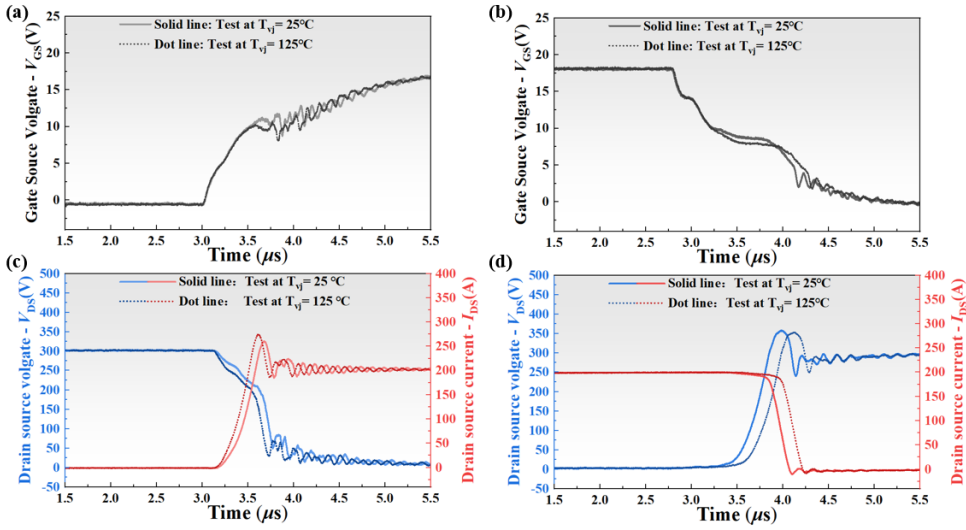 (a)
Solid line: Test at Tvj= 25°C
Dot line: Test at Tvj= 125°C
Gate Souce Volgate - VGS(V)
20
15
10
5
0
1.5 2.0 2.5 3.0 3.5 4.0 4.5 5.0 5.5
Time (μs)
(b)
Solid line: Test at Tvj= 25°C
Dot line: Test at Tvj= 125°C
Gate Souce Volgate - VGS(V)
20
15
10
5
0
1.5 2.0 2.5 3.0 3.5 4.0 4.5 5.0 5.5
Time (μs)
(c)
Solid line: Test at Tvj= 25 °C
Dot line: Test at Tvj= 125 °C
Drain source volgate - VDS(V)
500
450
400
350
300
250
200
150
100
50
0
-50
Drain source current - IDS(A)
400
350
300
250
200
150
100
50
0
1.5 2.0 2.5 3.0 3.5 4.0 4.5 5.0 5.5
Time (μs)
(d)
Solid line: Test at Tvj= 25°C
Dot line: Test at Tvj= 125°C
Drain source volgate - VDS(V)
500
450
400
350
300
250
200
150
100
50
0
-50
Drain source current - IDS(A)
400
350
300
250
200
150
100
50
0
1.5 2.0 2.5 3.0 3.5 4.0 4.5 5.0 5.5
Time (μs)